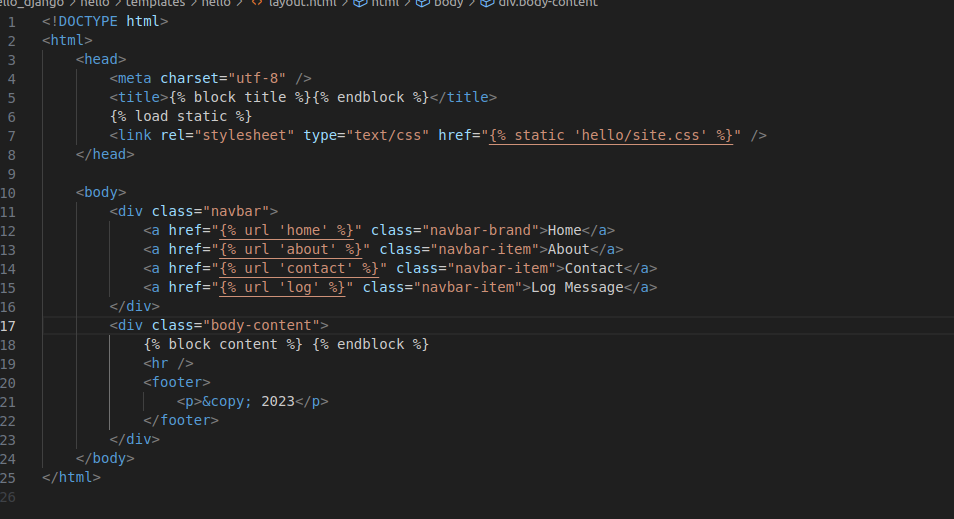 hello > templates > hello > layout.html > html > body > div.body-content
1 <!DOCTYPE html>
2 <html>
3     <head>
4         <meta charset="utf-8" />
5         <title>{% block title %}{% endblock %}</title>
6         {% load static %}
7         <link rel="stylesheet" type="text/css" href="{% static 'hello/site.css' %}" />
8     </head>
9
10     <body>
11         <div class="navbar">
12             <a href="{% url 'home' %}" class="navbar-brand">Home</a>
13             <a href="{% url 'about' %}" class="navbar-item">About</a>
14             <a href="{% url 'contact' %}" class="navbar-item">Contact</a>
15             <a href="{% url 'log' %}" class="navbar-item">Log Message</a>
16         </div>
17         <div class="body-content">
18             {% block content %} {% endblock %}
19             <hr />
20             <footer>
21                 <p>&copy; 2023</p>
22             </footer>
23         </div>
24     </body>
25 </html>
26